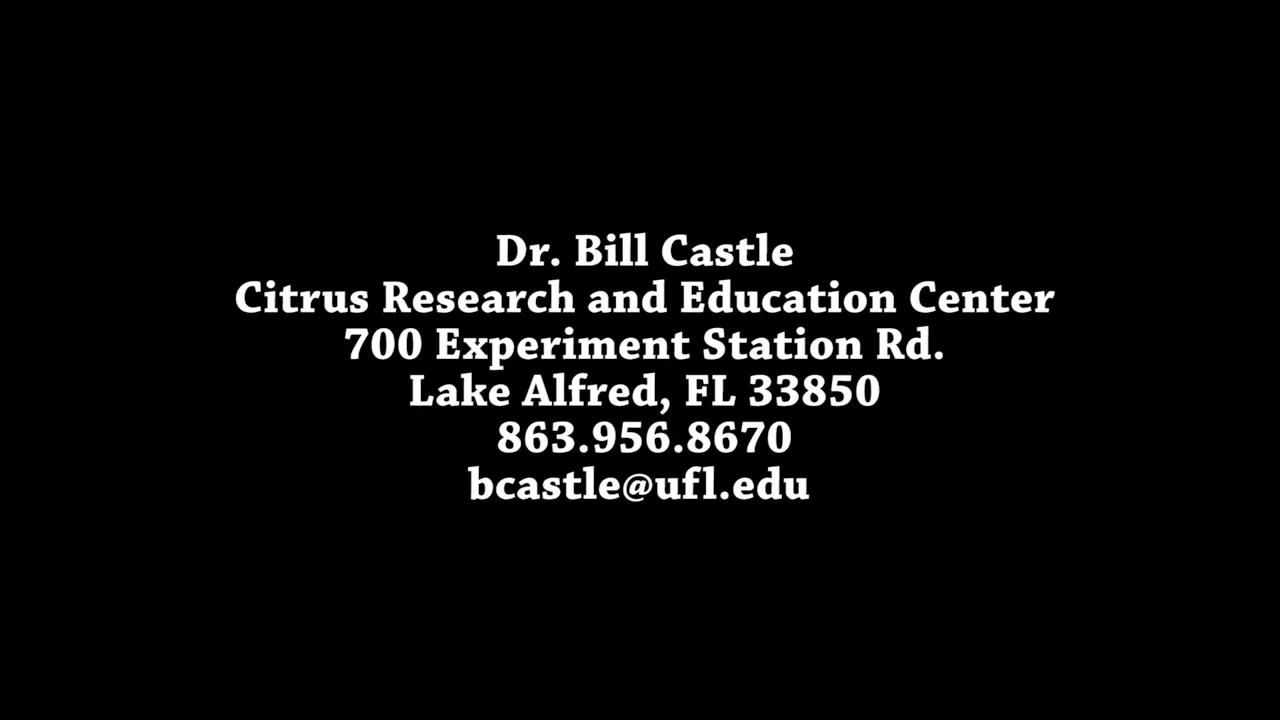 Dr. Bill Castle
Citrus Research and Education Center
700 Experiment Station Rd.
Lake Alfred, FL 33850
863.956.8670
bcastle@ufl.edu